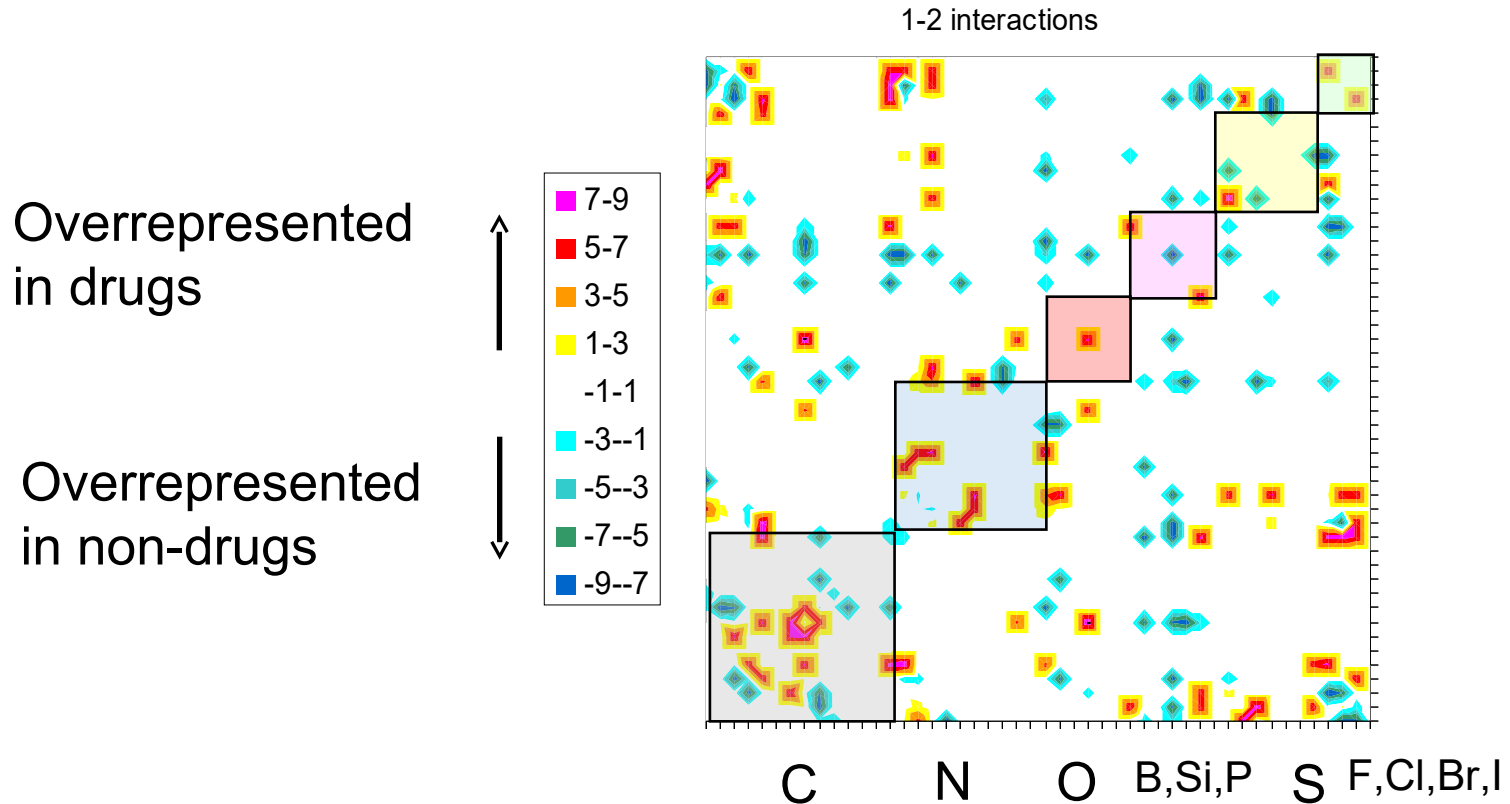 1-2 interactions
Overrepresented
in drugs
Overrepresented
in non-drugs
7-9
5-7
3-5
1-3
-1-1
-3--1
-5--3
-7--5
-9--7
C N O B,Si,P S F,Cl,Br,I